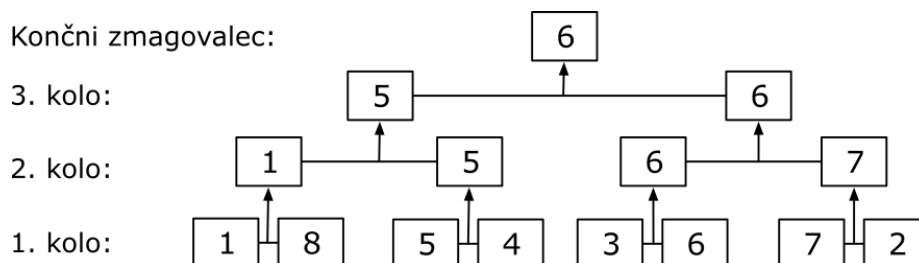 Končni zmagovalec: 6
3. kolo: 5 6
2. kolo: 1 5 6 7
1. kolo: 1 8 5 4 3 6 7 2